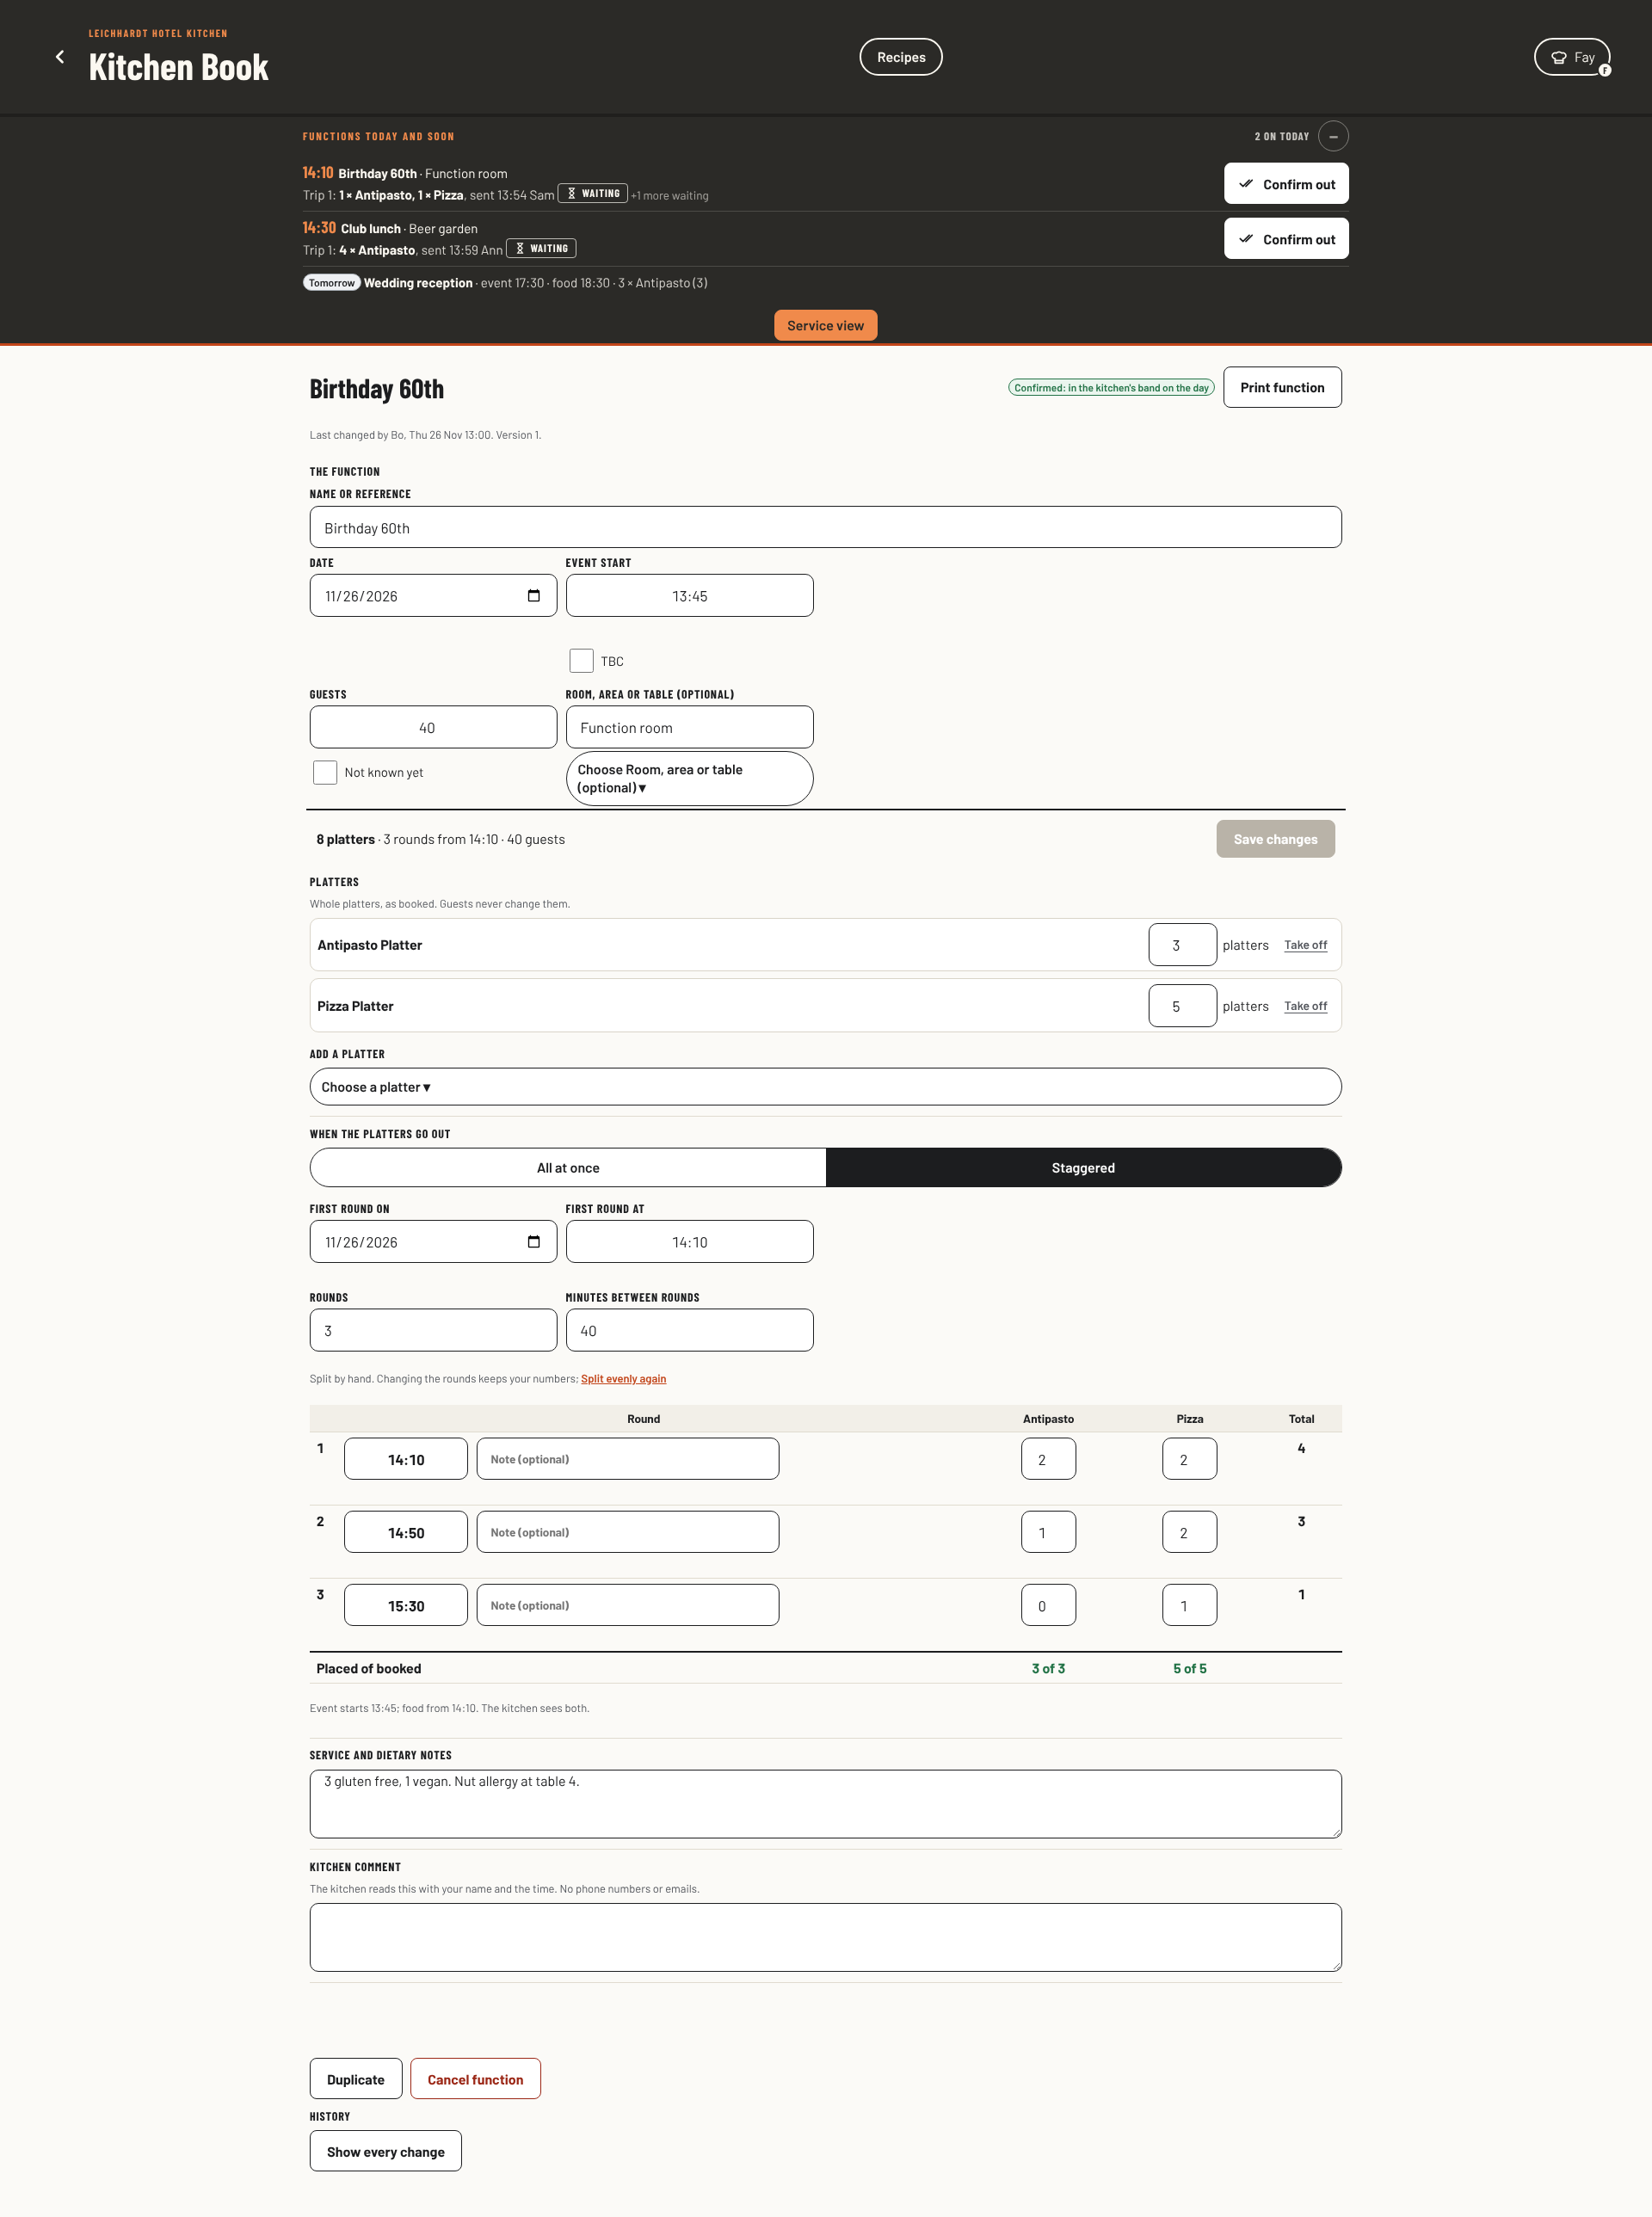 LEICHHARDT HOTEL KITCHEN
Kitchen Book
Recipes
Fay
F
FUNCTIONS TODAY AND SOON
2 ON TODAY
14:10 Birthday 60th · Function room
Trip 1: 1 × Antipasto, 1 × Pizza, sent 13:54 Sam WAITING +1 more waiting
Confirm out
14:30 Club lunch · Beer garden
Trip 1: 4 × Antipasto, sent 13:59 Ann WAITING
Confirm out
Tomorrow Wedding reception · event 17:30 · food 18:30 · 3 × Antipasto (3)
Service view
Birthday 60th
Confirmed: in the kitchen's band on the day
Print function
Last changed by Bo, Thu 26 Nov 13:00. Version 1.
THE FUNCTION
NAME OR REFERENCE
Birthday 60th
DATE
EVENT START
11/26/2026
13:45
TBC
GUESTS
ROOM, AREA OR TABLE (OPTIONAL)
40
Function room
Not known yet
Choose Room, area or table
(optional) ▾
8 platters · 3 rounds from 14:10 · 40 guests
Save changes
PLATTERS
Whole platters, as booked. Guests never change them.
Antipasto Platter
3 platters Take off
Pizza Platter
5 platters Take off
ADD A PLATTER
Choose a platter ▾
WHEN THE PLATTERS GO OUT
All at once
Staggered
FIRST ROUND ON
FIRST ROUND AT
11/26/2026
14:10
ROUNDS
MINUTES BETWEEN ROUNDS
3
40
Split by hand. Changing the rounds keeps your numbers; Split evenly again
Round Antipasto Pizza Total
1 14:10 Note (optional) 2 2 4
2 14:50 Note (optional) 1 2 3
3 15:30 Note (optional) 0 1 1
Placed of booked 3 of 3 5 of 5
Event starts 13:45; food from 14:10. The kitchen sees both.
SERVICE AND DIETARY NOTES
3 gluten free, 1 vegan. Nut allergy at table 4.
KITCHEN COMMENT
The kitchen reads this with your name and the time. No phone numbers or emails.
Duplicate
Cancel function
HISTORY
Show every change